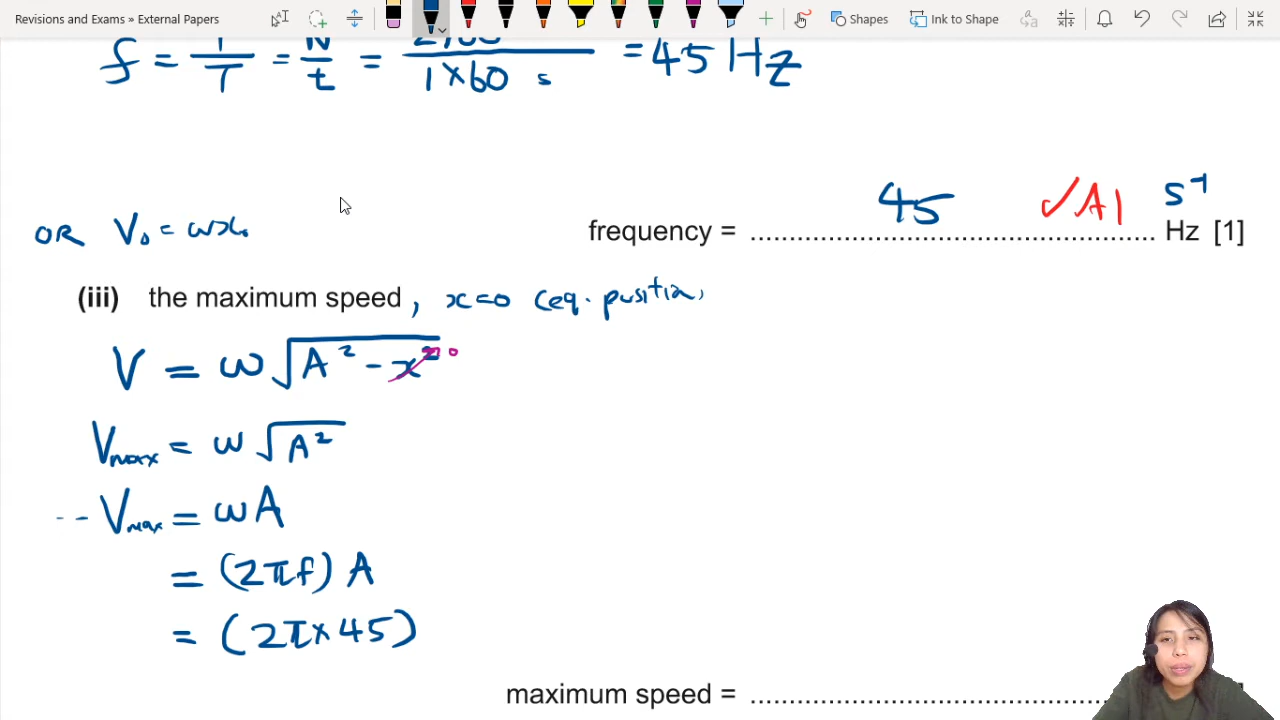 Revisions and Exams » External Papers
Shapes
Ink to Shape
f = 1/T = N/t = 2700 / 1 × 60 s = 45 Hz
45 ✓A1 s⁻¹
frequency = .................................................... Hz [1]
OR V₀ = ωx₀
(iii) the maximum speed, x=0 (eq. position)
V = ω√(A² - x²) 0
Vmax = ω√A²
-- Vmax = ωA
= (2πf) A
= (2π×45)
maximum speed = ................................................